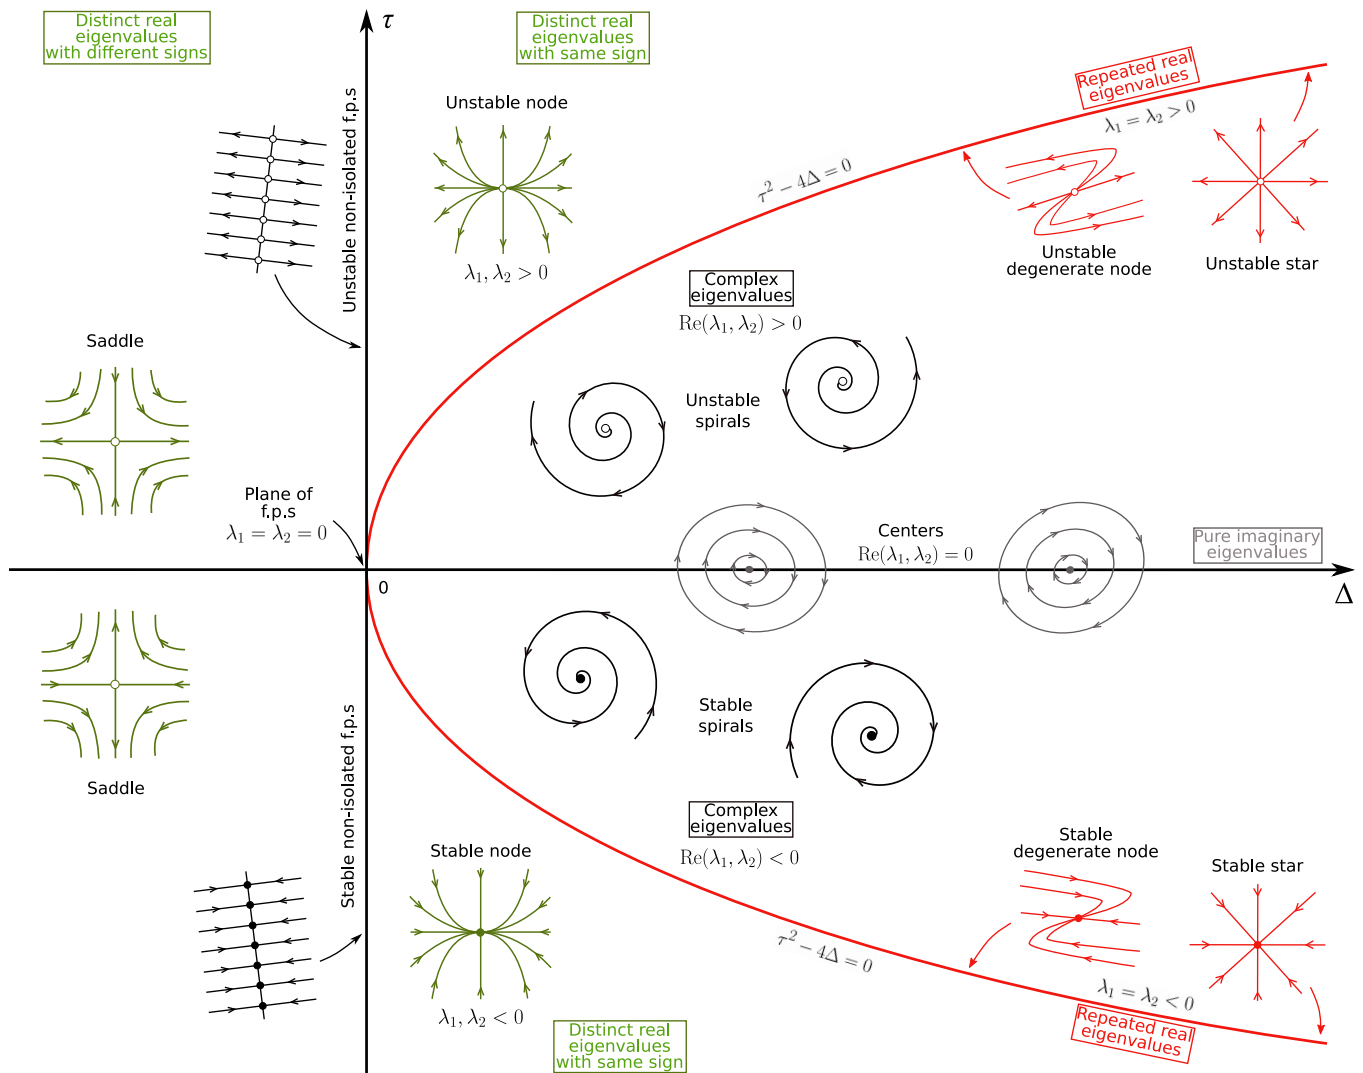 Distinct real
eigenvalues
with different signs
τ
Distinct real
eigenvalues
with same sign
Repeated real
eigenvalues
λ₁ = λ₂ > 0
Unstable node
λ₁, λ₂ > 0
Unstable non-isolated f.p.s
τ² − 4Δ = 0
Unstable
degenerate node
Unstable star
Complex
eigenvalues
Re(λ₁, λ₂) > 0
Saddle
Unstable
spirals
Plane of
f.p.s
λ₁ = λ₂ = 0
Centers
Re(λ₁, λ₂) = 0
Pure imaginary
eigenvalues
0
Δ
Stable
spirals
Saddle
Stable non-isolated f.p.s
Complex
eigenvalues
Re(λ₁, λ₂) < 0
Stable node
λ₁, λ₂ < 0
Stable
degenerate node
Stable star
τ² − 4Δ = 0
λ₁ = λ₂ < 0
Repeated real
eigenvalues
Distinct real
eigenvalues
with same sign